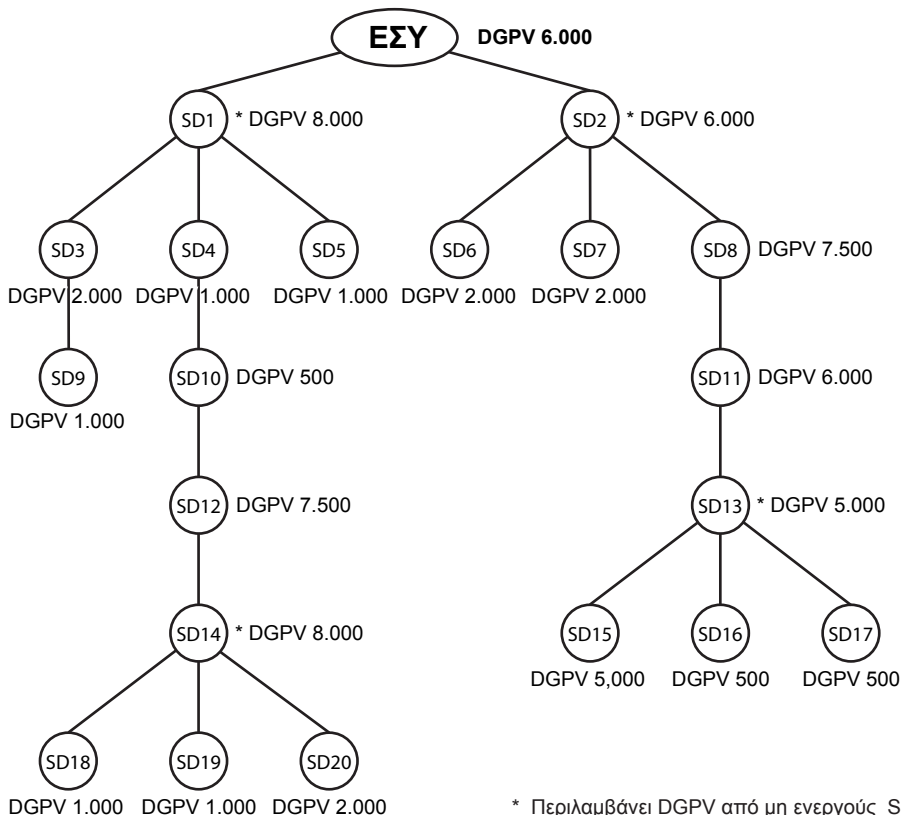 ΕΣΥ DGPV 6.000
SD1 * DGPV 8.000 SD2 * DGPV 6.000
SD3 SD4 SD5 SD6 SD7 SD8 DGPV 7.500
DGPV 2.000 DGPV 1.000 DGPV 1.000 DGPV 2.000 DGPV 2.000
SD9 SD10 DGPV 500 SD11 DGPV 6.000
DGPV 1.000
SD12 DGPV 7.500 SD13 * DGPV 5.000
SD14 * DGPV 8.000 SD15 SD16 SD17
DGPV 5,000 DGPV 500 DGPV 500
SD18 SD19 SD20
DGPV 1.000 DGPV 1.000 DGPV 2.000
* Περιλαμβάνει DGPV από μη ενεργούς S